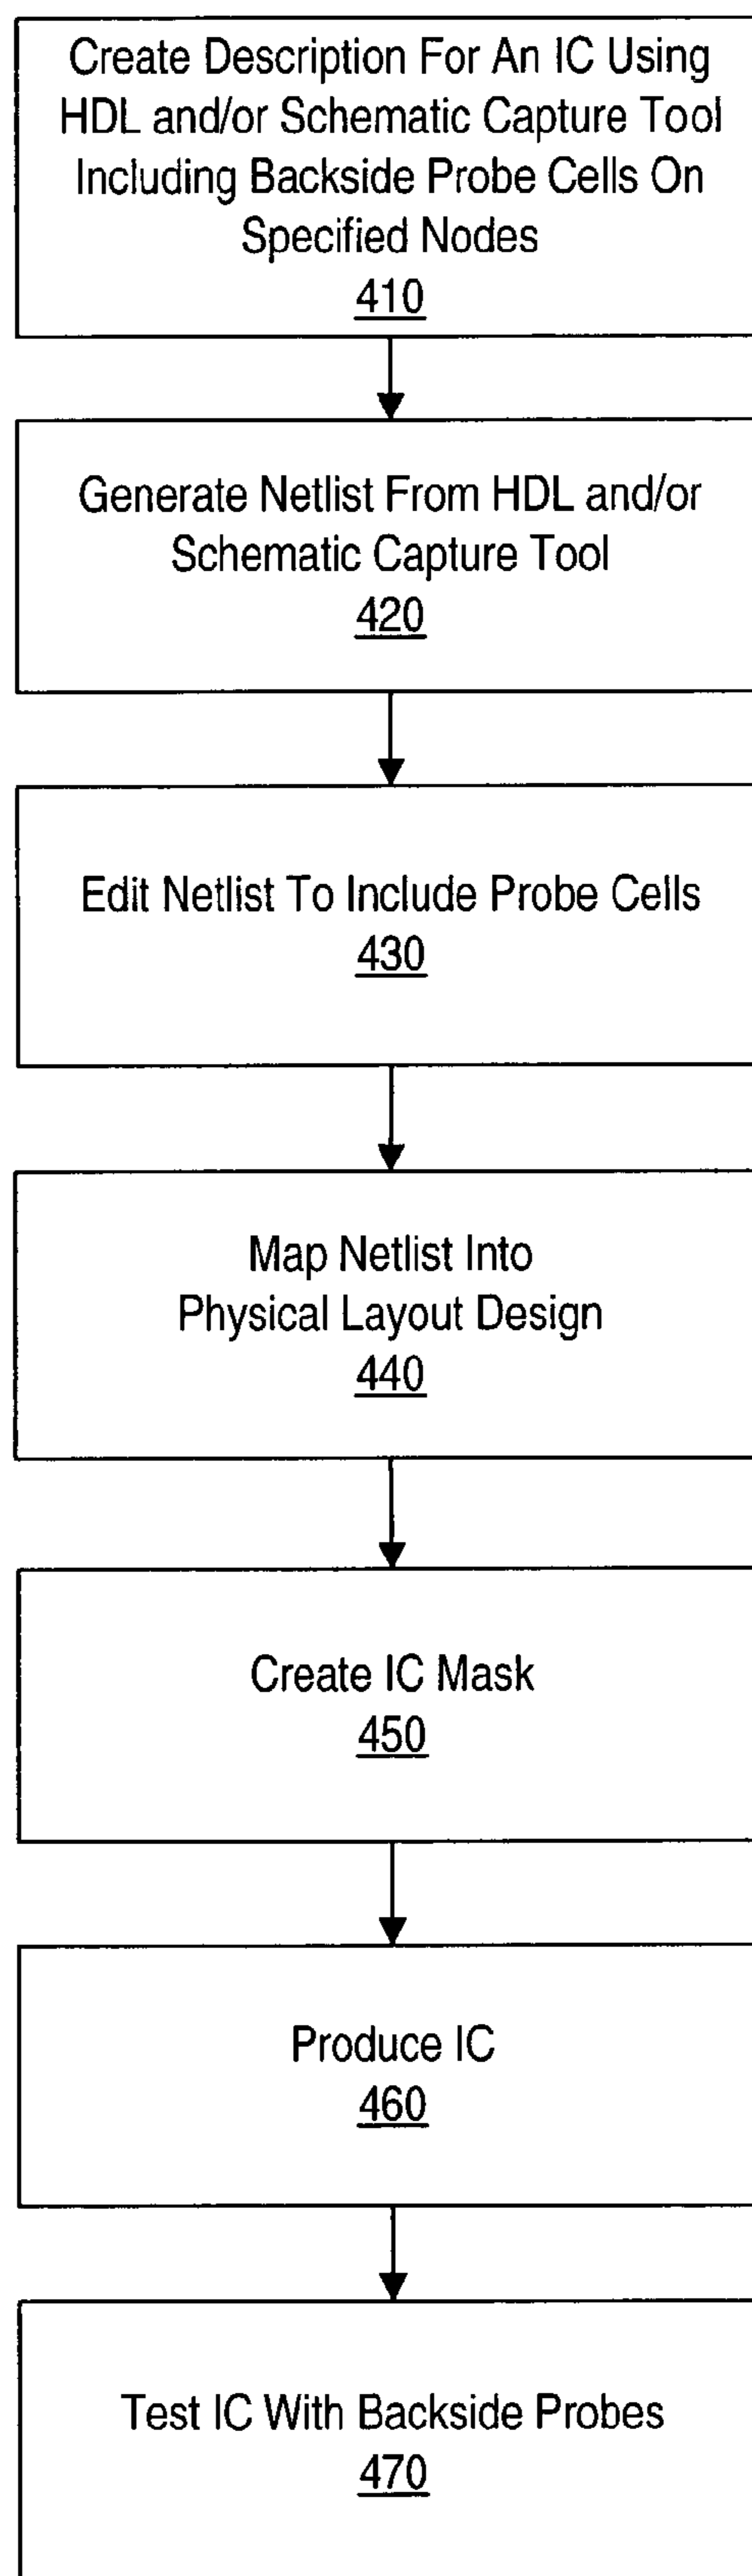 Create Description For An IC Using
HDL and/or Schematic Capture Tool
Including Backside Probe Cells On
Specified Nodes
410
Generate Netlist From HDL and/or
Schematic Capture Tool
420
Edit Netlist To Include Probe Cells
430
Map Netlist Into
Physical Layout Design
440
Create IC Mask
450
Produce IC
460
Test IC With Backside Probes
470